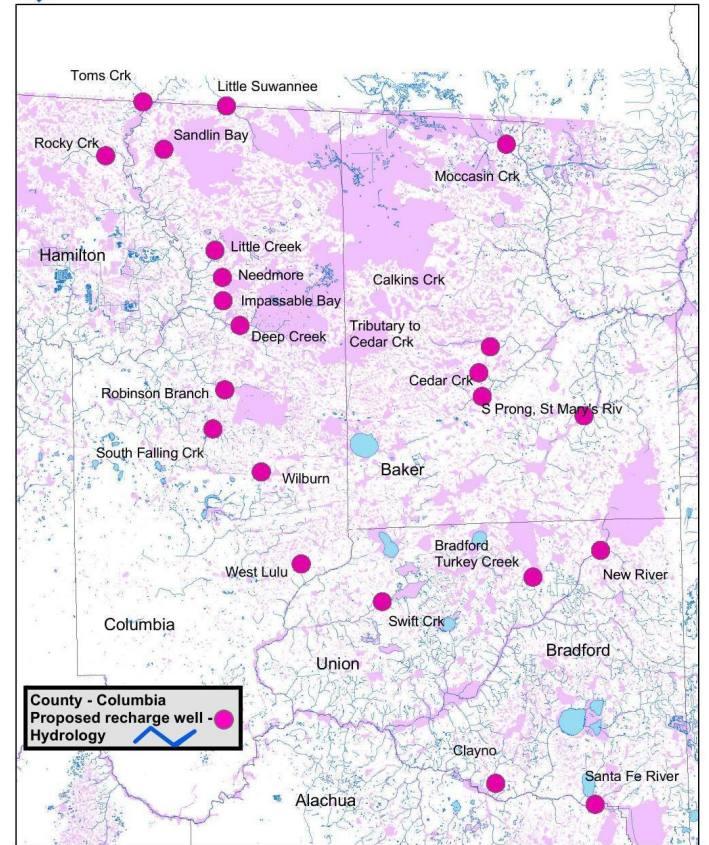 Toms Crk
Little Suwannee
Rocky Crk
Sandlin Bay
Moccasin Crk
Hamilton
Little Creek
Needmore
Calkins Crk
Impassable Bay
Deep Creek
Tributary to
Cedar Crk
Robinson Branch
Cedar Crk
S Prong, St Mary's Riv
South Falling Crk
Wilburn
Baker
West Lulu
Bradford
Turkey Creek
New River
Columbia
Swift Crk
Union
Bradford
County - Columbia
Proposed recharge well -
Hydrology
Clayno
Santa Fe River
Alachua